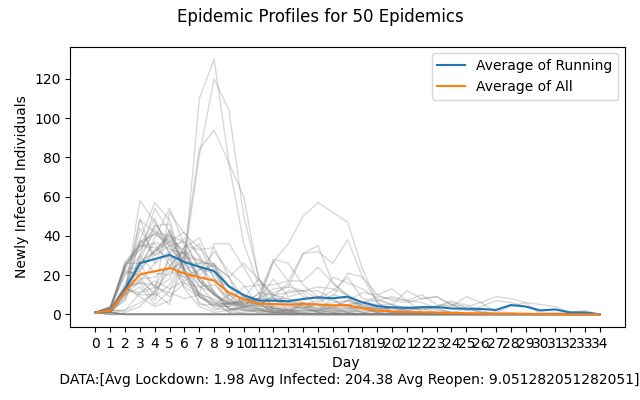 Epidemic Profiles for 50 Epidemics
Average of Running
Average of All
Newly Infected Individuals
120
100
80
60
40
20
0
0 1 2 3 4 5 6 7 8 9 10 11 12 13 14 15 16 17 18 19 20 21 22 23 24 25 26 27 28 29 30 31 32 33 34
Day
DATA:[Avg Lockdown: 1.98 Avg Infected: 204.38 Avg Reopen: 9.051282051282051]